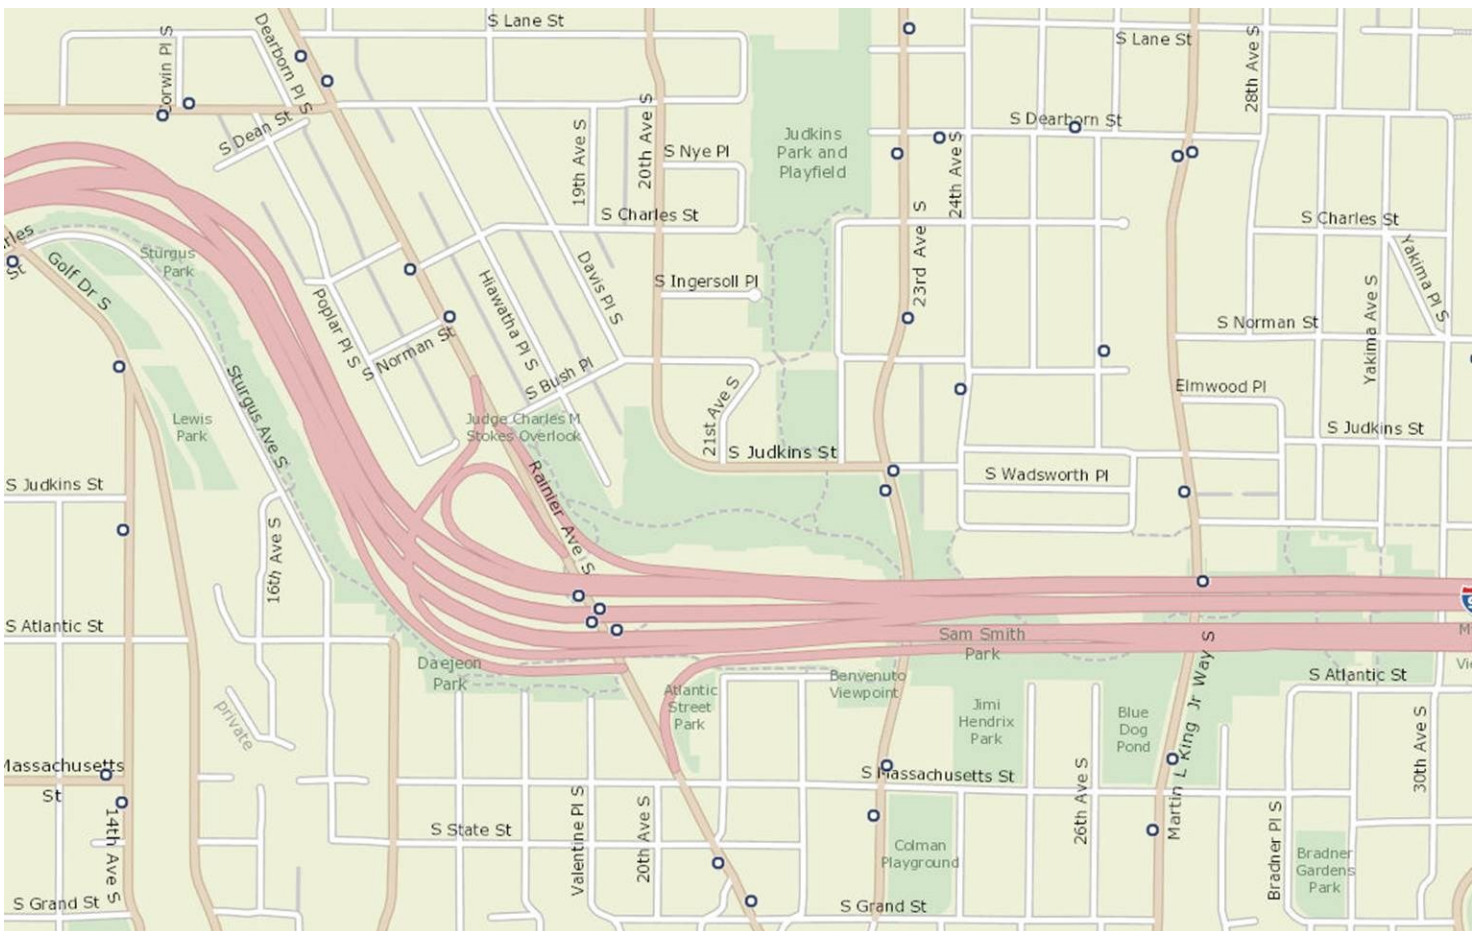 S Lane St
Dearborn Pl S
S Lane St
28th Ave S
S Dearborn St
S Dean St
19th Ave S
20th Ave S
S Nye Pl
Judkins
Park and
Playfield
24th Ave S
S Charles St
23rd Ave S
S Charles St
St
Golf Dr S
Sturgus
Park
Poplar Pl S
Hiawatha Pl S
Davis Pl S
S Ingersoll Pl
Yakima Pl S
Yakima Ave S
S Norman St
S Norman St
S Bush Pl
Elmwood Pl
Sturgus Ave S
Lewis
Park
Judge Charles M
Stokes Overlook
21st Ave S
S Judkins St
S Judkins St
S Wadsworth Pl
S Judkins St
Rainier Ave S
16th Ave S
S Atlantic St
Daejeon
Park
Sam Smith
Park
Martin L King Jr Way S
Atlantic
Street
Park
Benvenuto
Viewpoint
S Atlantic St
Jimi
Hendrix
Park
Blue
Dog
Pond
30th Ave S
private
Massachusetts
St
S Massachusetts St
14th Ave S
S State St
Valentine Pl S
20th Ave S
26th Ave S
Bradner Pl S
Colman
Playground
Bradner
Gardens
Park
S Grand St
S Grand St